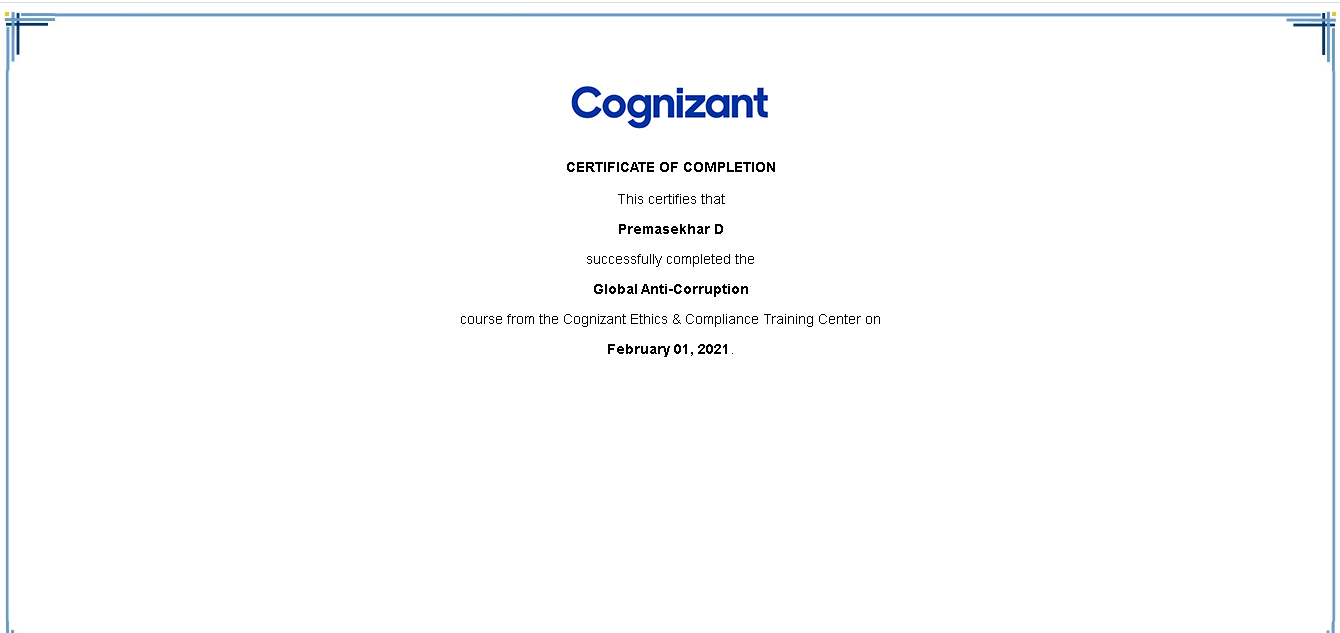 Cognizant
CERTIFICATE OF COMPLETION
This certifies that
Premasekhar D
successfully completed the
Global Anti-Corruption
course from the Cognizant Ethics & Compliance Training Center on
February 01, 2021.